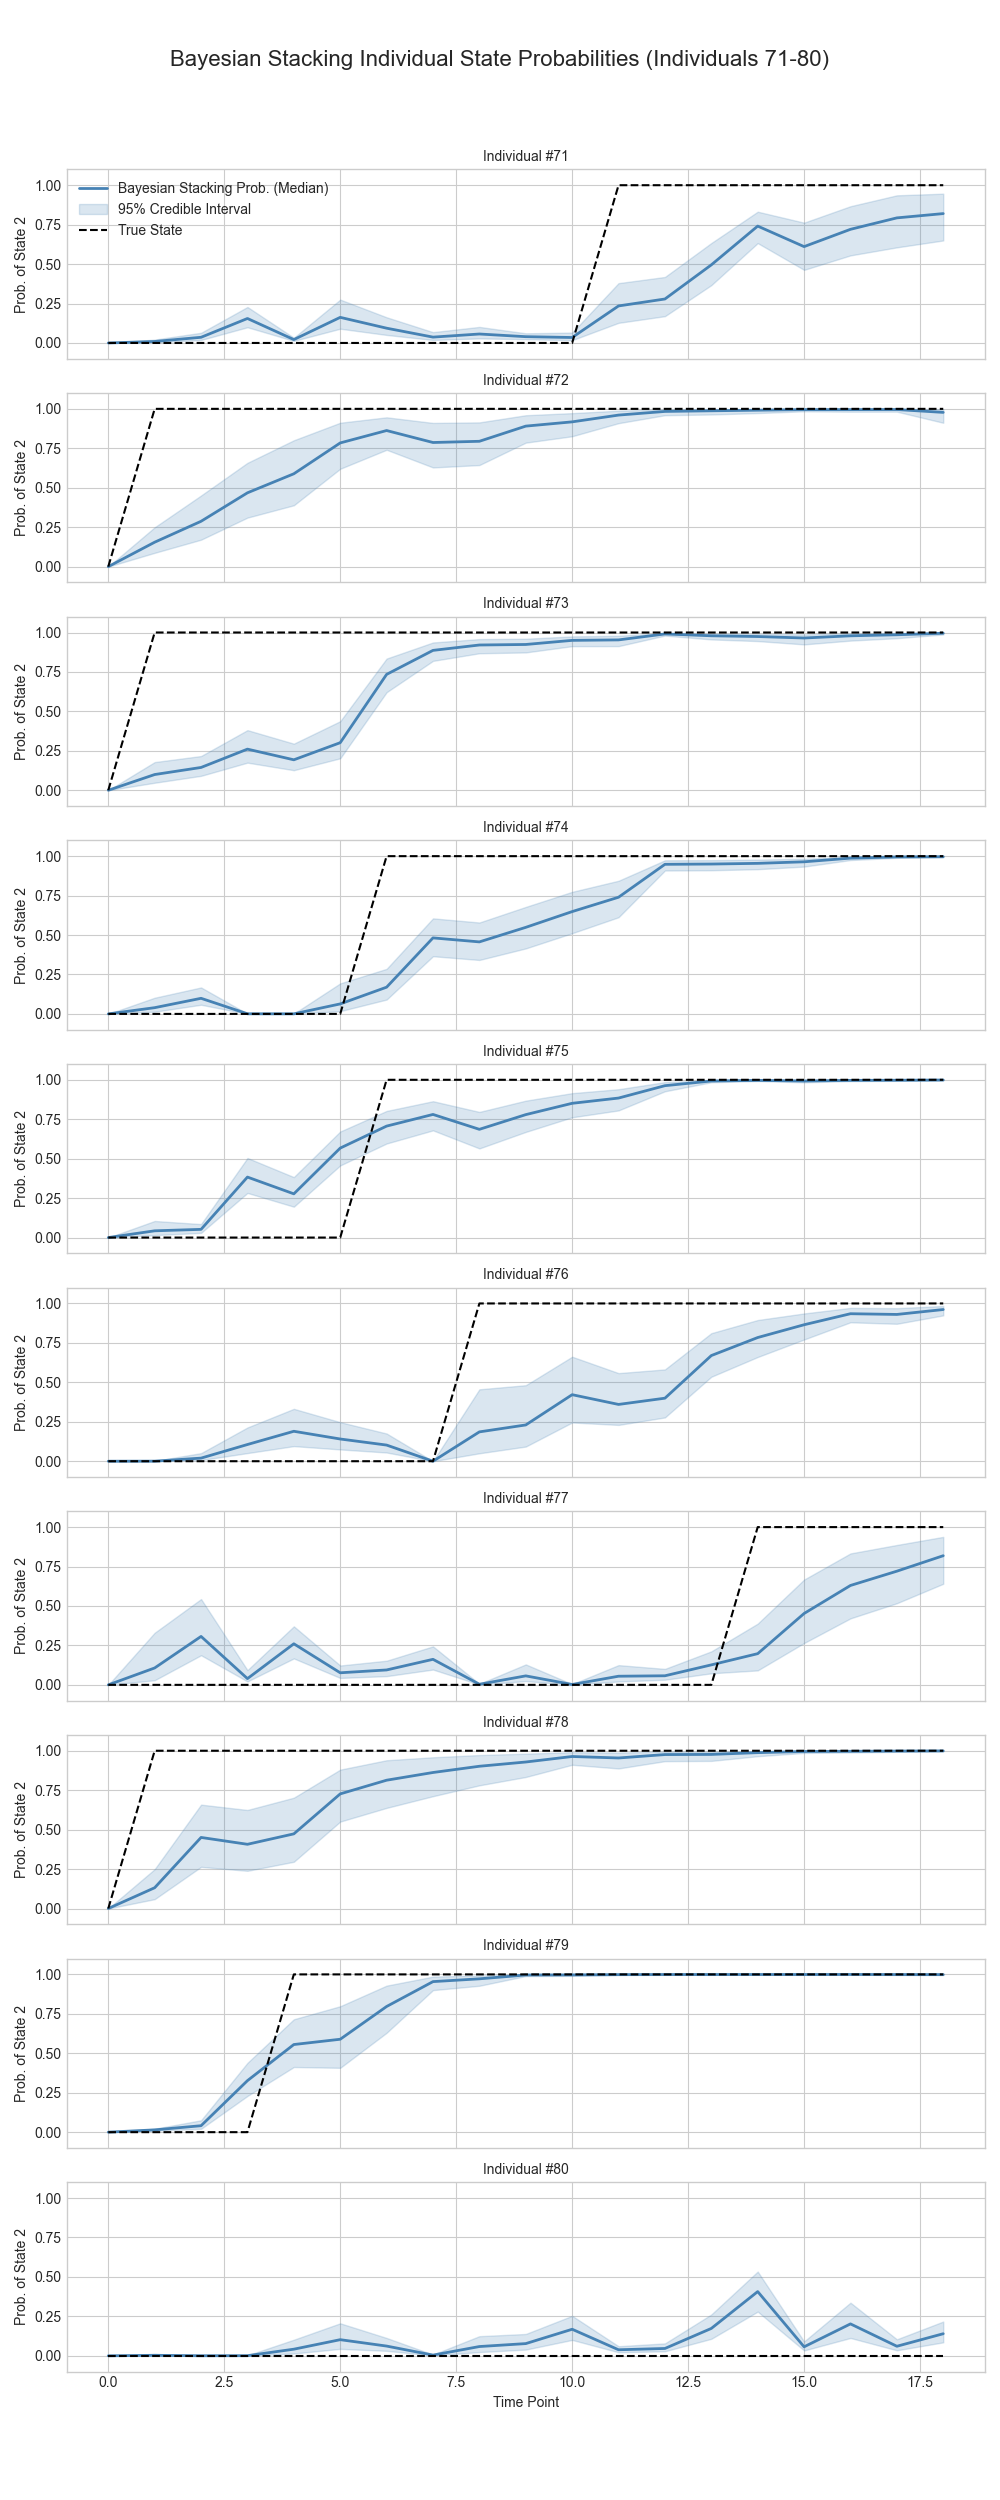 Bayesian Stacking Individual State Probabilities (Individuals 71-80)
Individual #71
Prob. of State 2
1.00
0.75
0.50
0.25
0.00
Bayesian Stacking Prob. (Median)
95% Credible Interval
True State
Individual #72
Prob. of State 2
1.00
0.75
0.50
0.25
0.00
Individual #73
Prob. of State 2
1.00
0.75
0.50
0.25
0.00
Individual #74
Prob. of State 2
1.00
0.75
0.50
0.25
0.00
Individual #75
Prob. of State 2
1.00
0.75
0.50
0.25
0.00
Individual #76
Prob. of State 2
1.00
0.75
0.50
0.25
0.00
Individual #77
Prob. of State 2
1.00
0.75
0.50
0.25
0.00
Individual #78
Prob. of State 2
1.00
0.75
0.50
0.25
0.00
Individual #79
Prob. of State 2
1.00
0.75
0.50
0.25
0.00
Individual #80
Prob. of State 2
1.00
0.75
0.50
0.25
0.00
0.0 2.5 5.0 7.5 10.0 12.5 15.0 17.5
Time Point